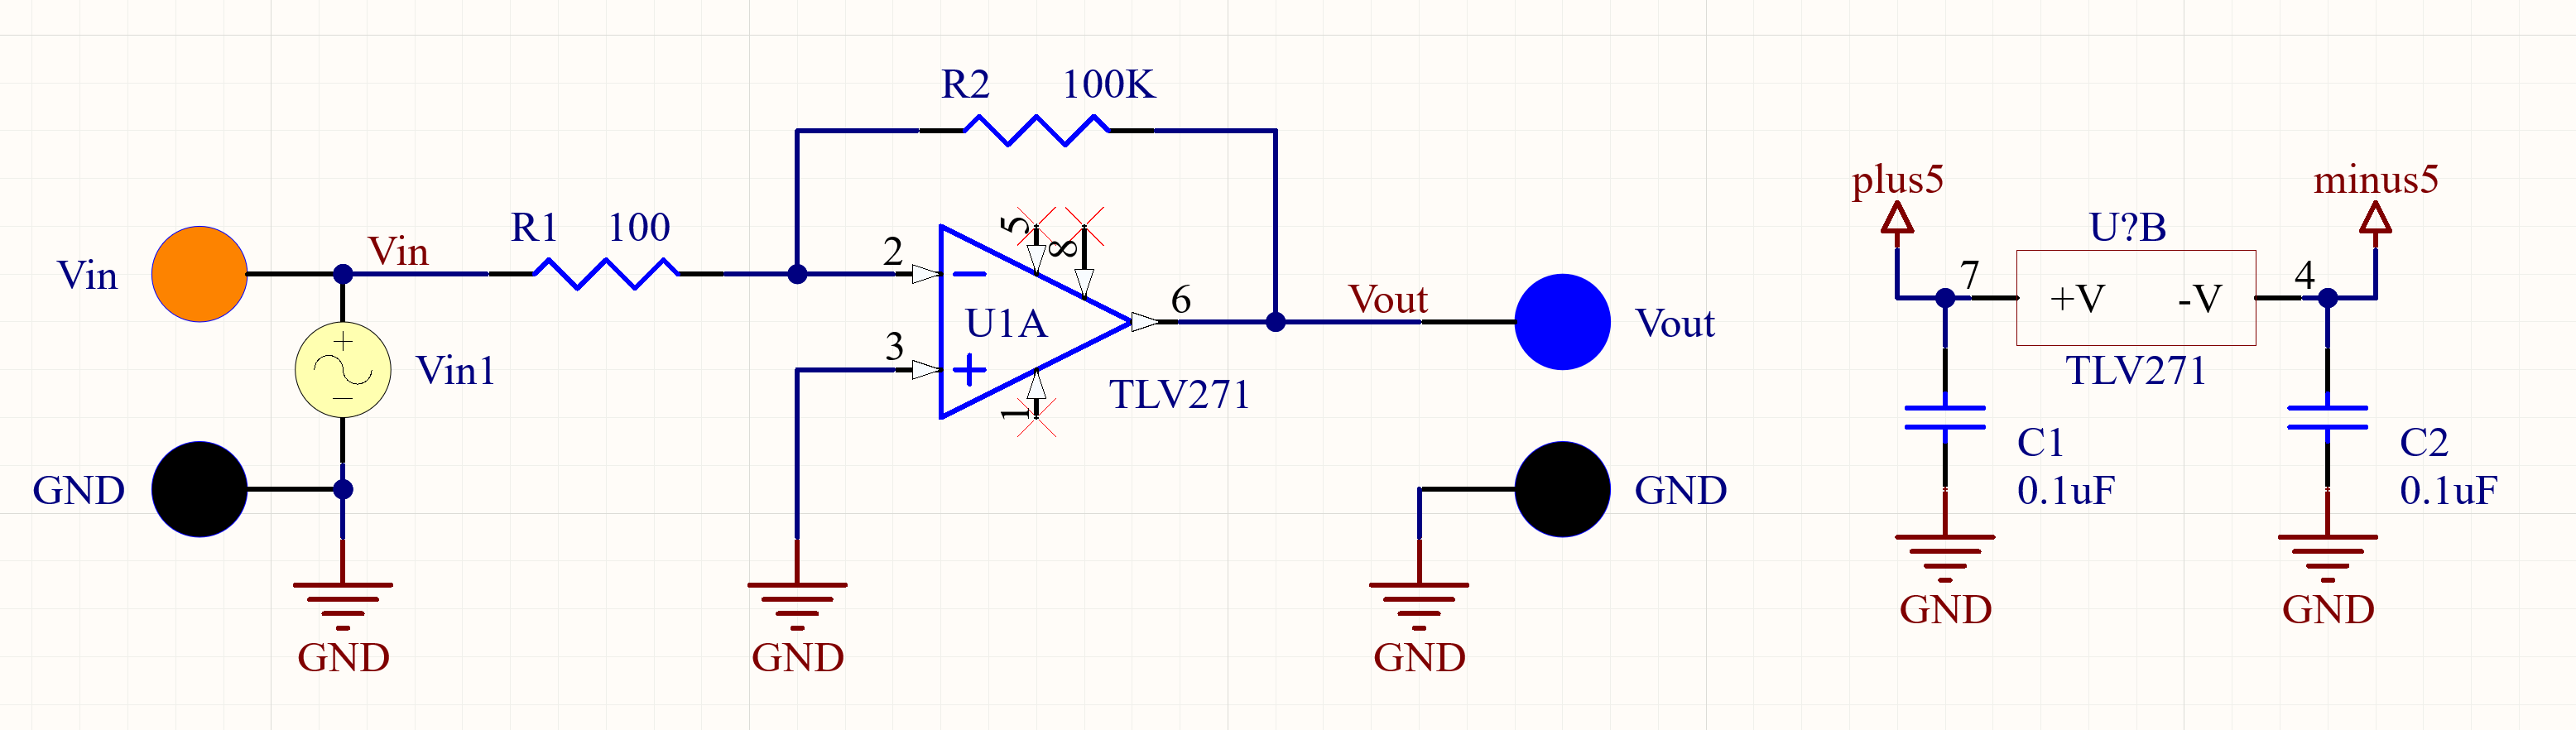 R2 100K
plus5
minus5
U?B
R1 100
Vin
Vin
2
5
8
7
+V -V
4
6
Vout
Vout
U1A
3
Vin1
TLV271
TLV271
1
C1
0.1uF
C2
0.1uF
GND
GND
GND
GND
GND
GND
GND